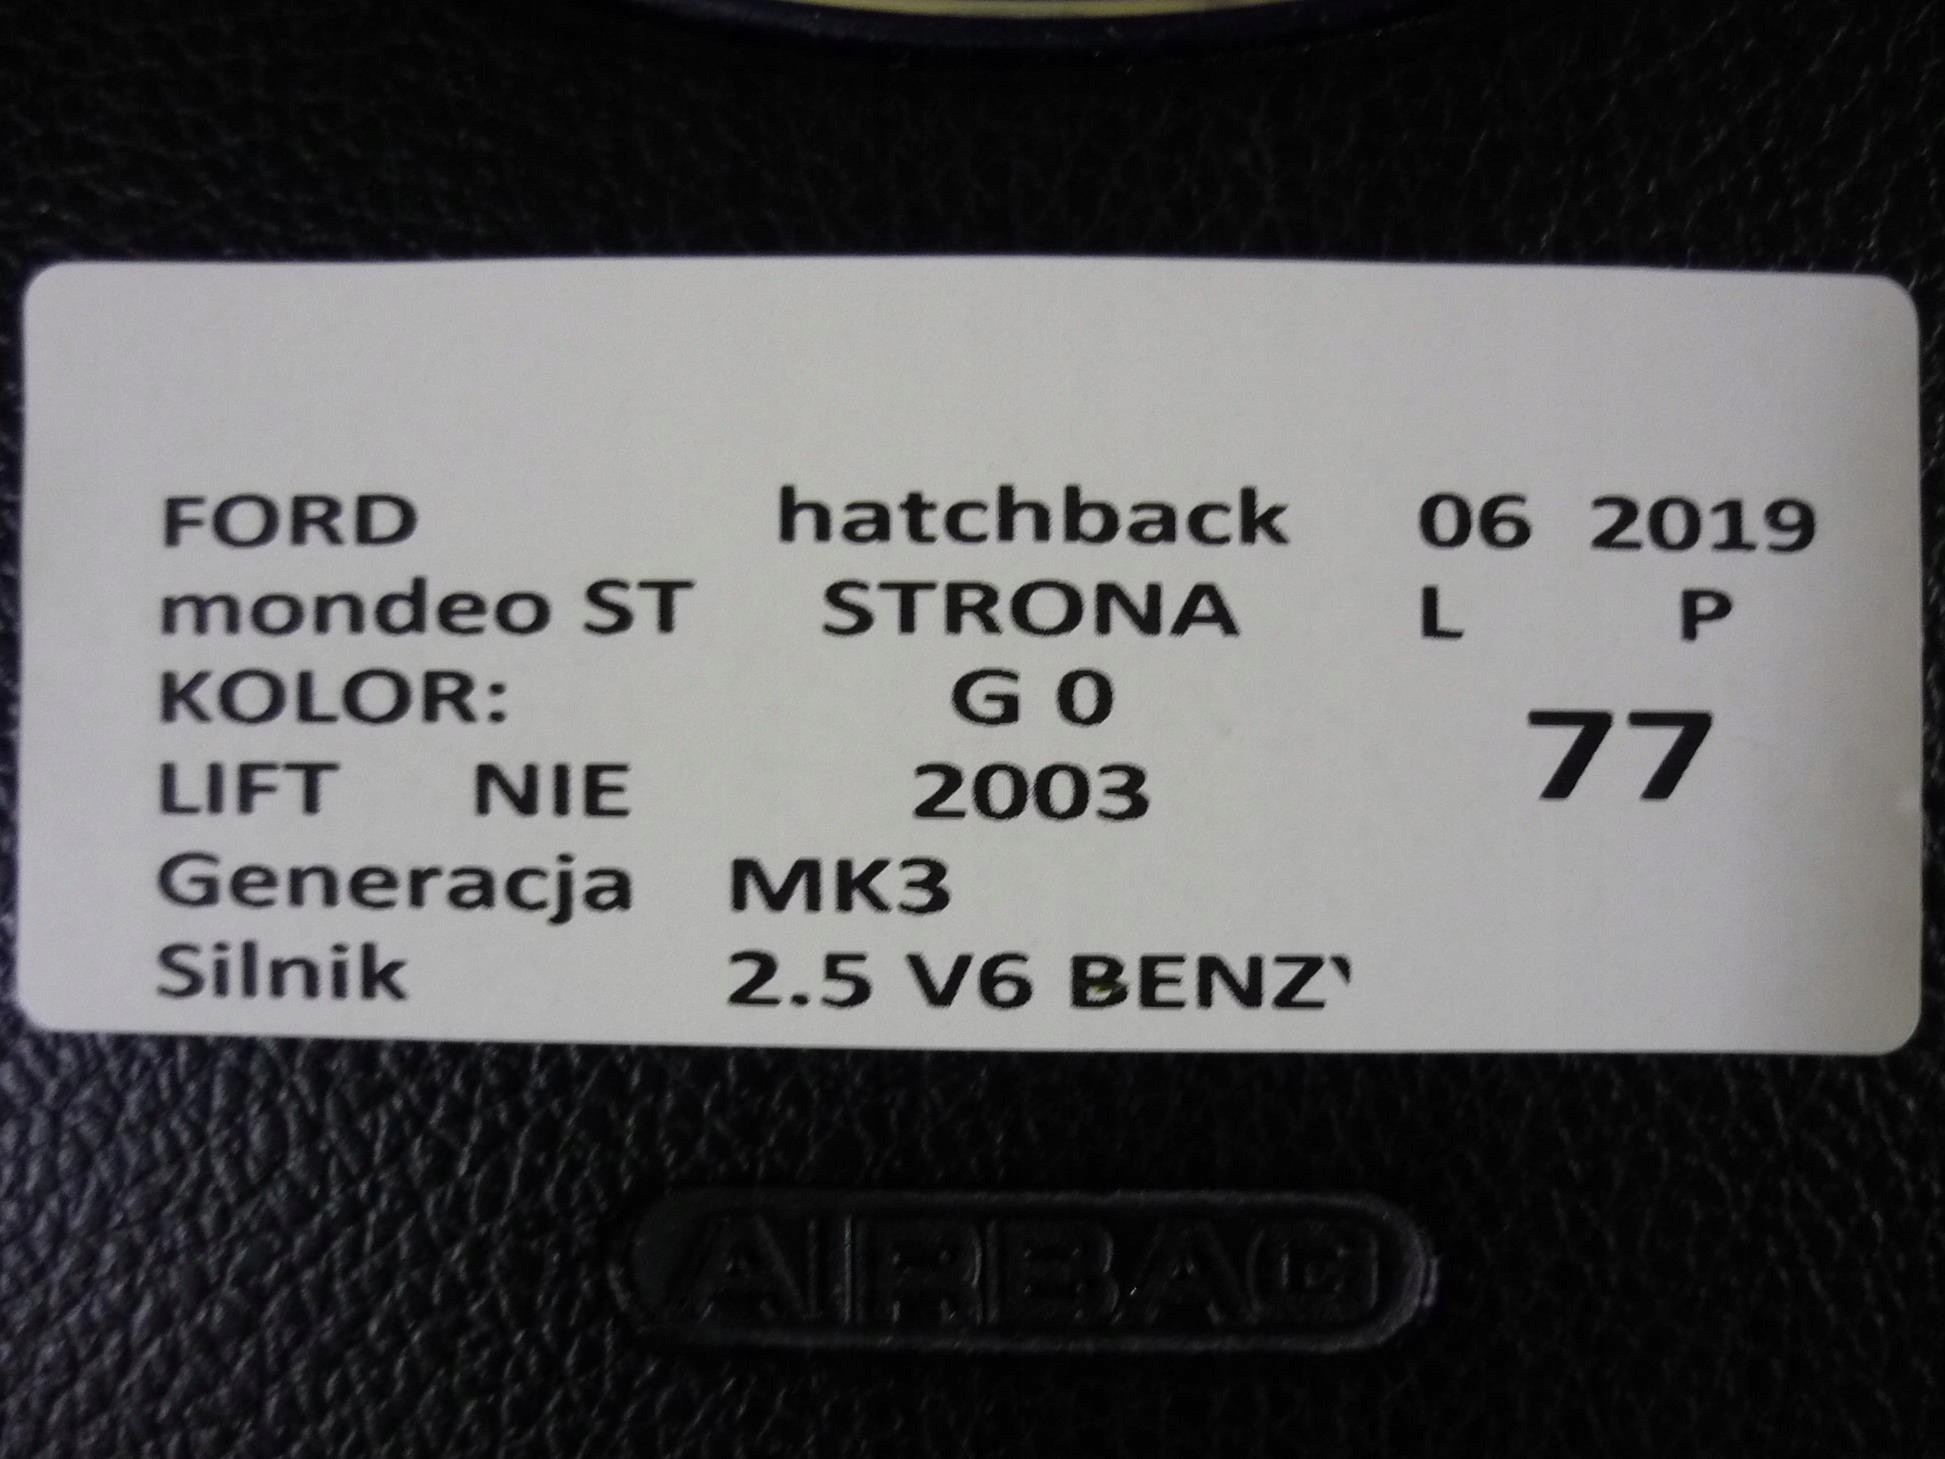 FORD hatchback 06 2019
mondeo ST STRONA L P
KOLOR: G 0
77
LIFT NIE 2003
Generacja MK3
Silnik 2.5 V6 BENZY
AIRBAG